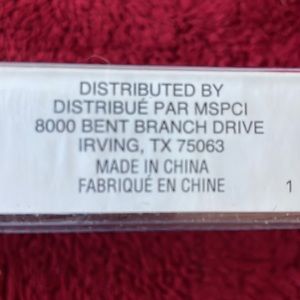 DISTRIBUTED BY
DISTRIBUÉ PAR MSPCI
8000 BENT BRANCH DRIVE
IRVING, TX 75063
MADE IN CHINA
FABRIQUÉ EN CHINE
1